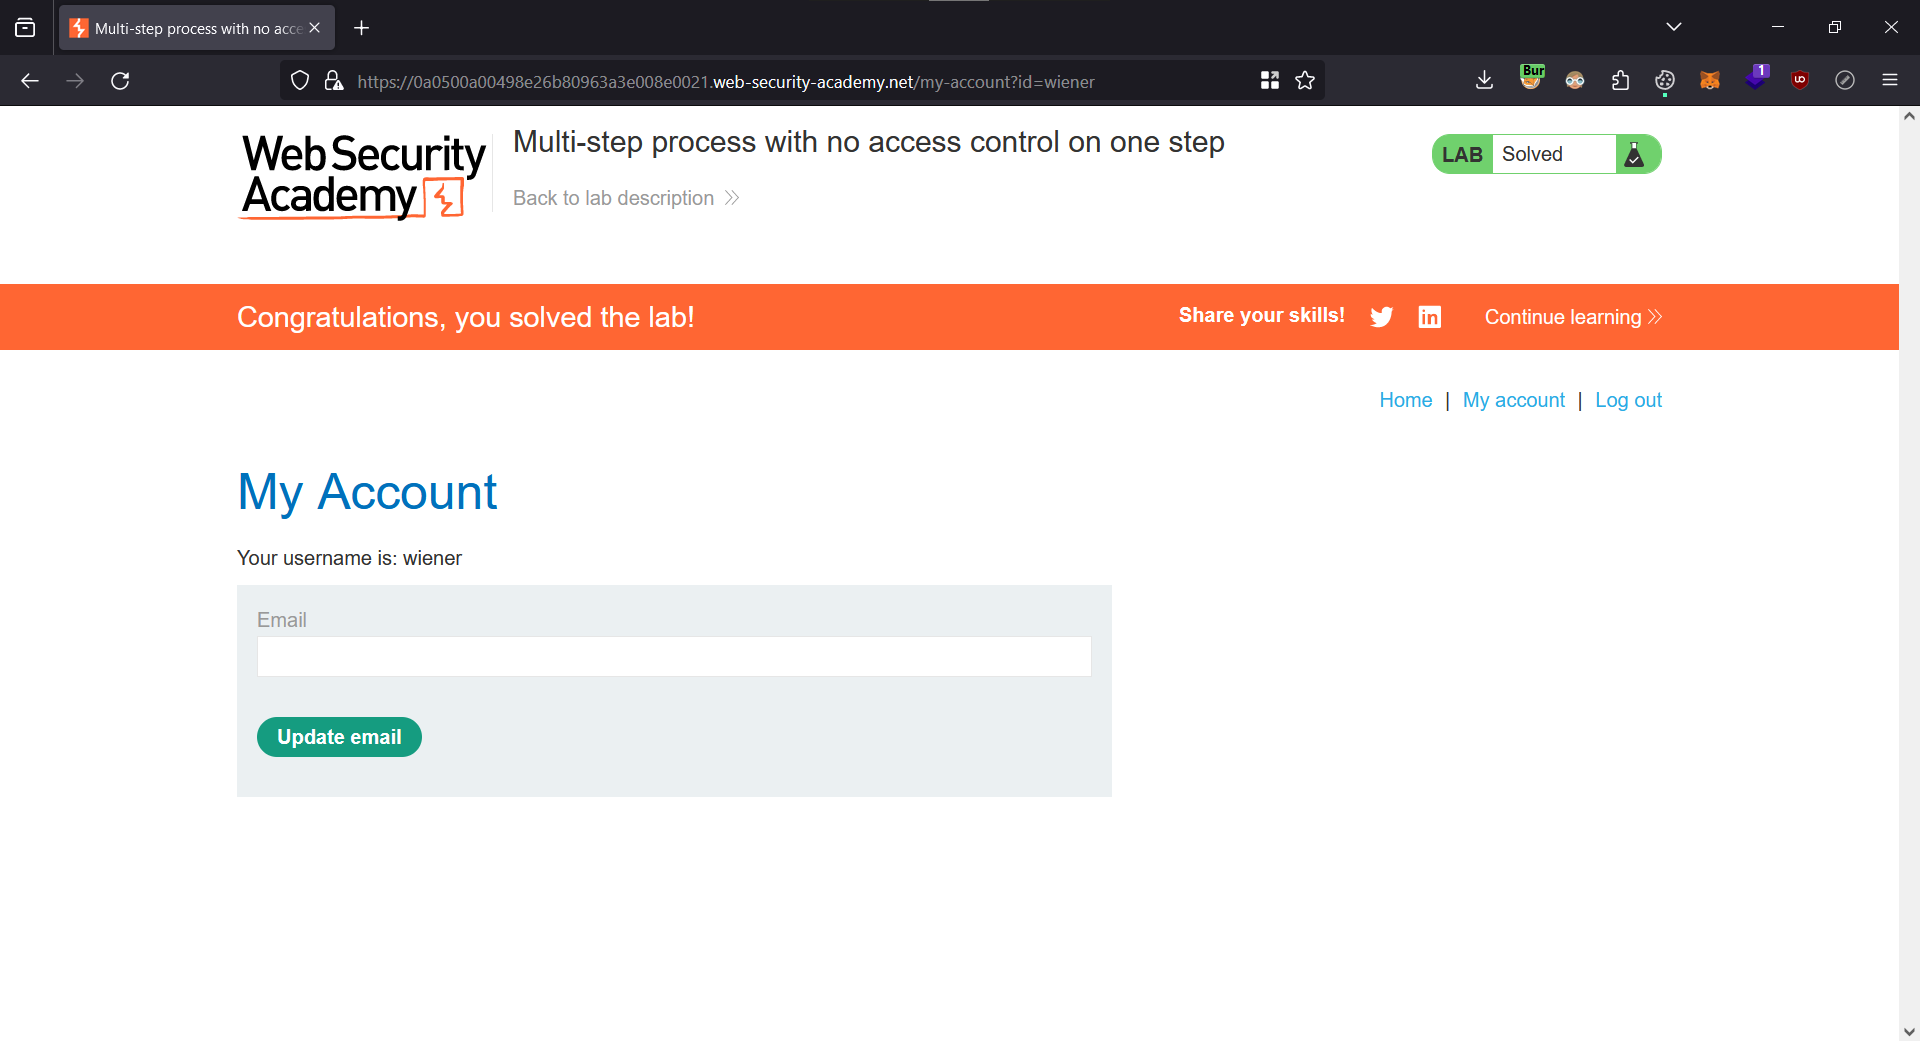 Multi-step process with no acce
https://0a0500a00498e26b80963a3e008e0021.web-security-academy.net/my-account?id=wiener
Bur
1
Web Security
Academy
Multi-step process with no access control on one step
Back to lab description
LAB Solved
Congratulations, you solved the lab!
Share your skills!
in
Continue learning
Home | My account | Log out
My Account
Your username is: wiener
Email
Update email